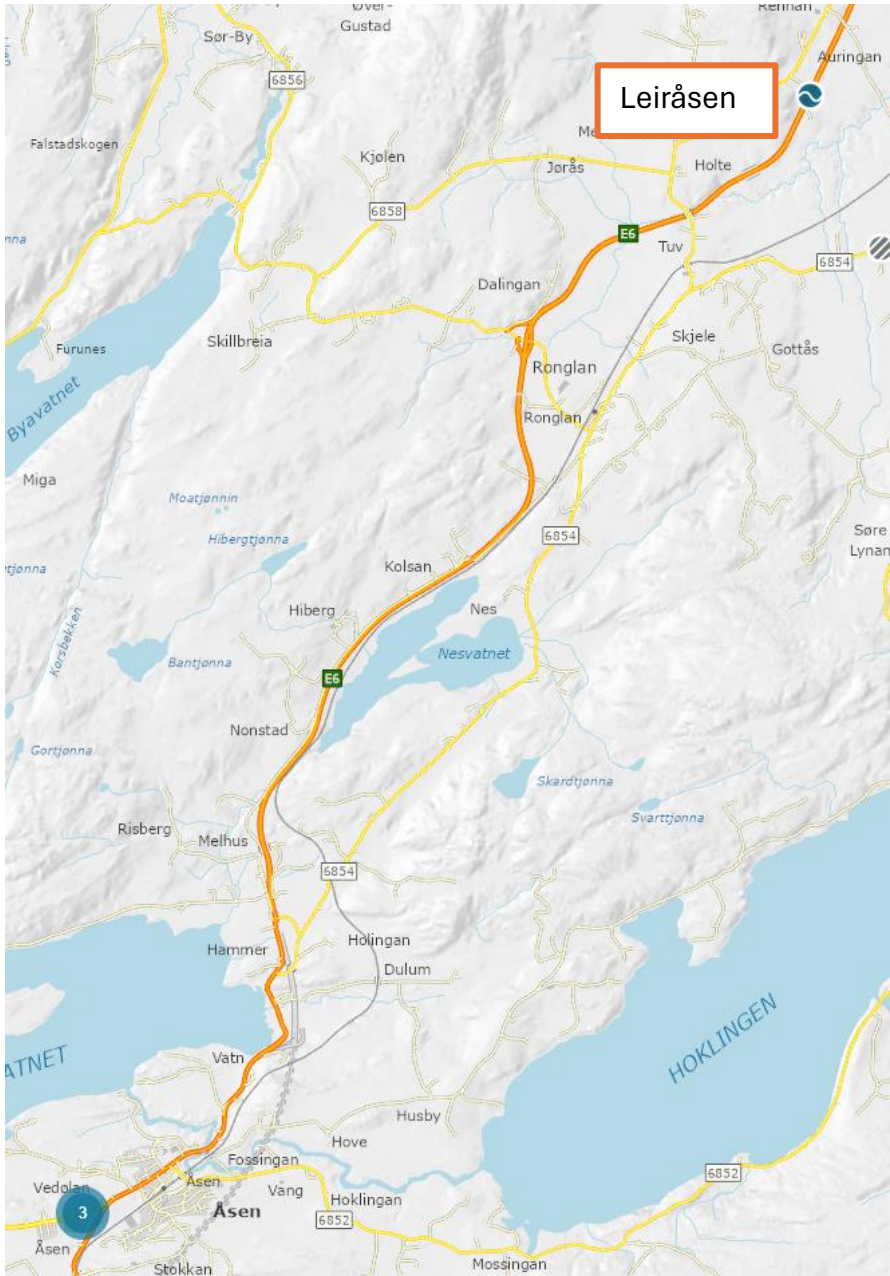 Øver-
Gustad
Rennan
Sør-By
Auringan
6856
Leiråsen
Falstadskogen
Kjølen
Jørås
Holte
6858
E6
Tuv
6854
Dalingan
Furunes
Skillbreia
Skjele
Gottås
Ronglan
Byavatnet
Ronglan
Miga
Moatjønnin
Hibergtjønna
6854
Søre
Lynan
Kolsan
Hiberg
Nes
Korsbekken
Bantjønna
Nesvatnet
E6
Nonstad
Gortjønna
Skardtjønna
Svarttjønna
Risberg
Melhus
6854
Hammer
Holingan
Dulum
HOKLINGEN
VATNET
Vatn
Husby
Hove
Fossingan
Vedolan
Åsen
Vang
6852
3
Åsen
Hoklingan
6852
Åsen
Stokkan
Mossingan